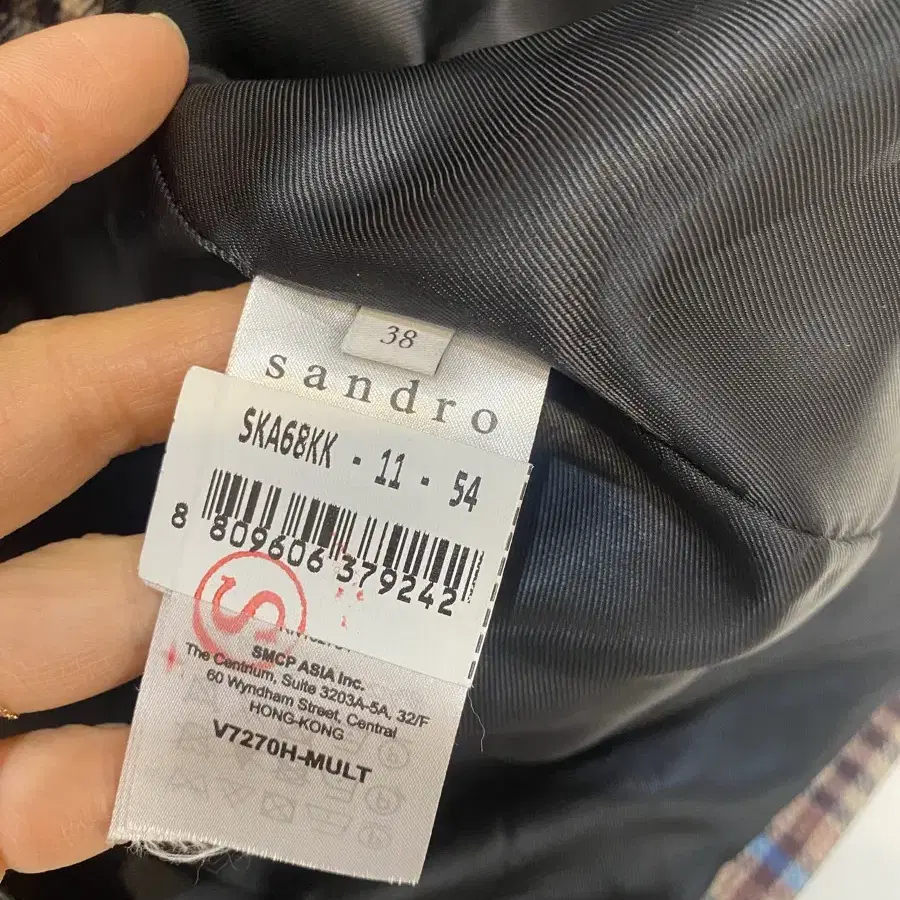 38
sandro
SKA68KK - 11 - 54
8 809606 379242
S
SMCP ASIA Inc.
The Centrium, Suite 3203A-5A, 32/F
60 Wyndham Street, Central
HONG-KONG
V7270H-MULT